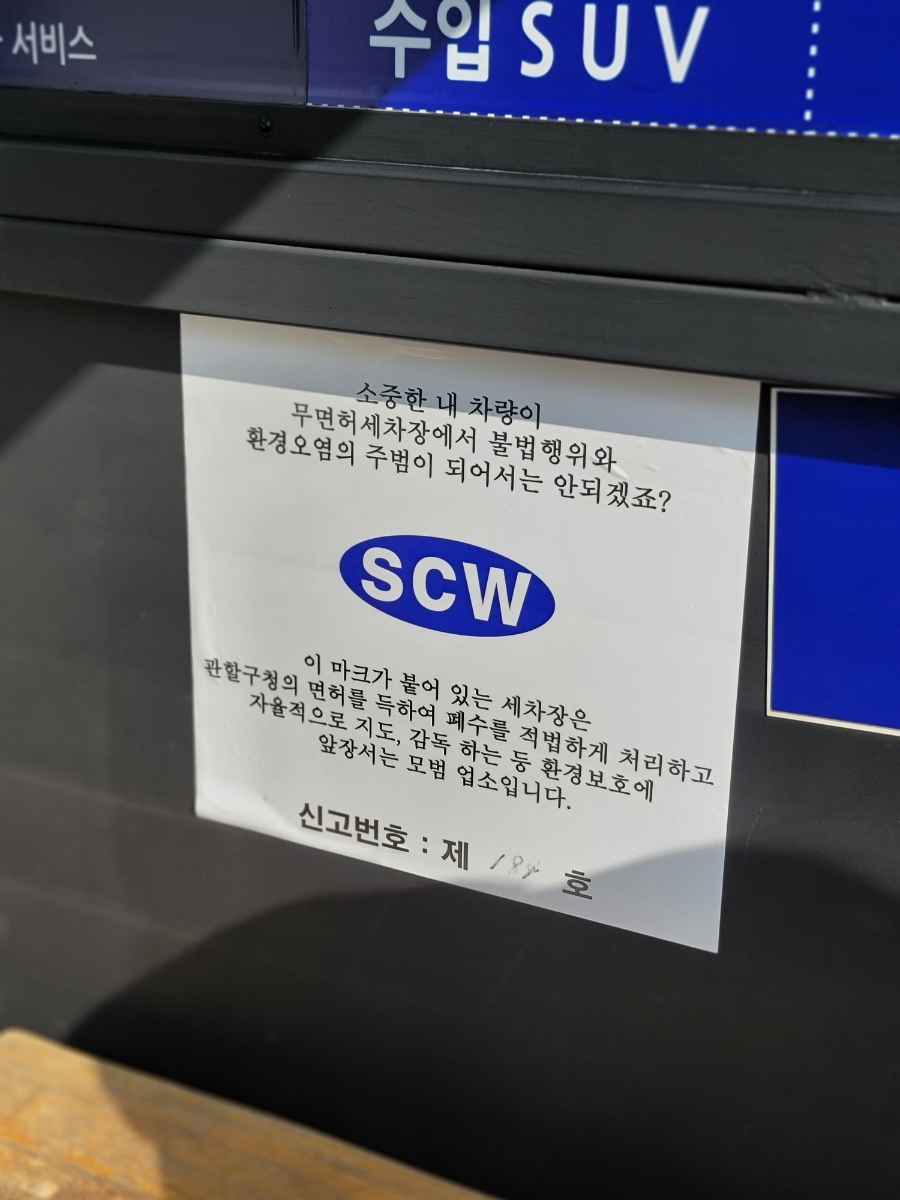 서비스
수입 SUV
소중한 내 차량이
무면허세차장에서 불법행위와
환경오염의 주범이 되어서는 안되겠죠?
SCW
이 마크가 붙어 있는 세차장은
관할구청의 면허를 득하여 폐수를 적법하게 처리하고
자율적으로 지도, 감독 하는 등 환경보호에
앞장서는 모범 업소입니다.
신고번호 : 제 호